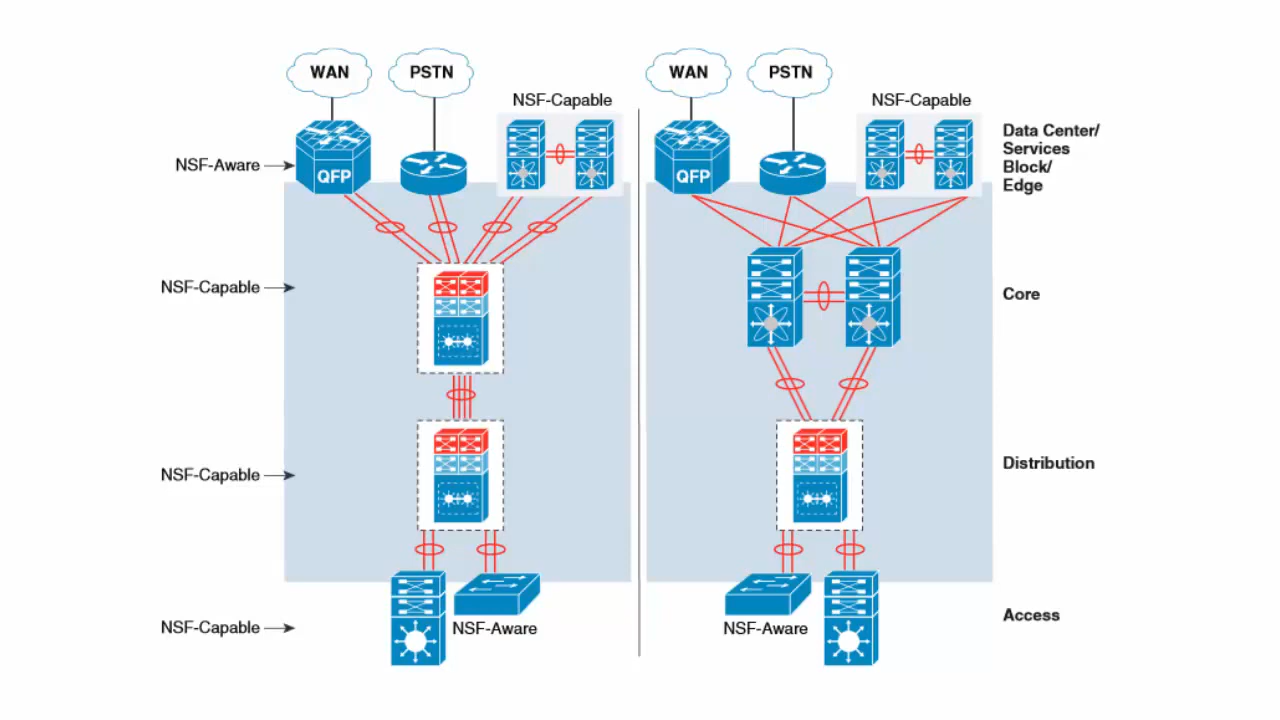 WAN
PSTN
WAN
PSTN
NSF-Capable
NSF-Capable
Data Center/
Services
Block/
Edge
NSF-Aware
QFP
QFP
NSF-Capable
Core
NSF-Capable
Distribution
NSF-Capable
NSF-Aware
NSF-Aware
Access